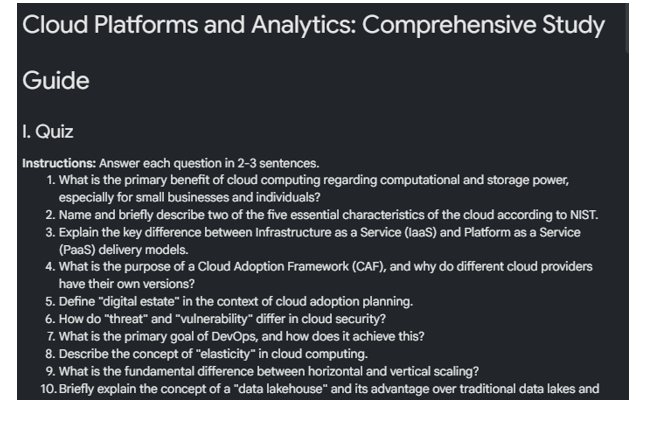 Cloud Platforms and Analytics: Comprehensive Study
Guide
I. Quiz
Instructions: Answer each question in 2-3 sentences.
1. What is the primary benefit of cloud computing regarding computational and storage power,
especially for small businesses and individuals?
2. Name and briefly describe two of the five essential characteristics of the cloud according to NIST.
3. Explain the key difference between Infrastructure as a Service (IaaS) and Platform as a Service
(PaaS) delivery models.
4. What is the purpose of a Cloud Adoption Framework (CAF), and why do different cloud providers
have their own versions?
5. Define "digital estate" in the context of cloud adoption planning.
6. How do "threat" and "vulnerability" differ in cloud security?
7. What is the primary goal of DevOps, and how does it achieve this?
8. Describe the concept of "elasticity" in cloud computing.
9. What is the fundamental difference between horizontal and vertical scaling?
10. Briefly explain the concept of a "data lakehouse" and its advantage over traditional data lakes and